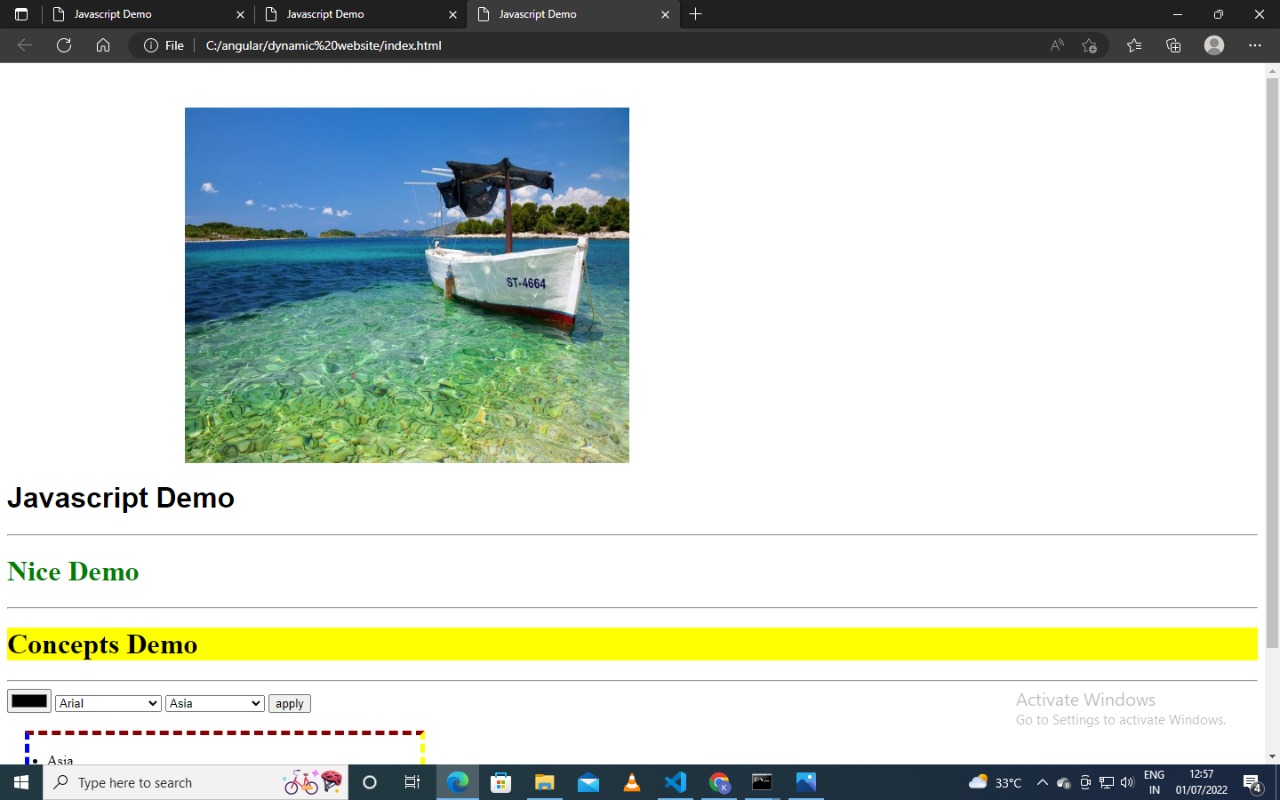 Javascript Demo
Javascript Demo
Javascript Demo
File
C:/angular/dynamic%20website/index.html
ST-4664
Javascript Demo
Nice Demo
Concepts Demo
Arial
Asia
apply
Activate Windows
Go to Settings to activate Windows.
Asia
Type here to search
33°C
ENG
IN
12:57
01/07/2022
4